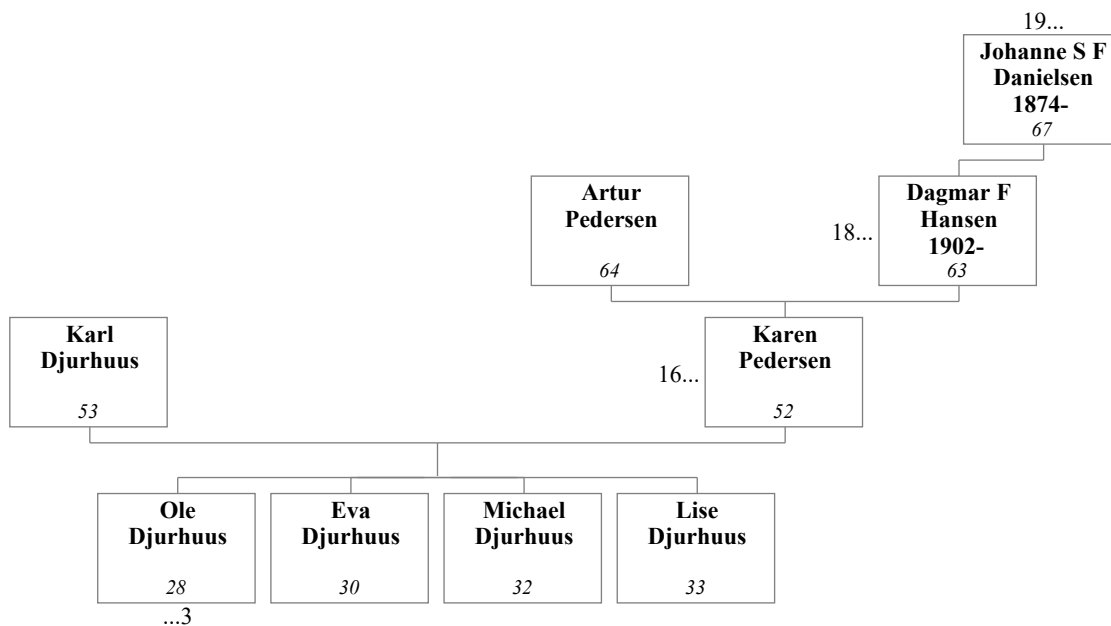 19...
Johanne S F
Danielsen
1874-
67
Artur
Pedersen
64
18...
Dagmar F
Hansen
1902-
63
Karl
Djurhuus
53
16...
Karen
Pedersen
52
Ole
Djurhuus
28
Eva
Djurhuus
30
Michael
Djurhuus
32
Lise
Djurhuus
33
...3